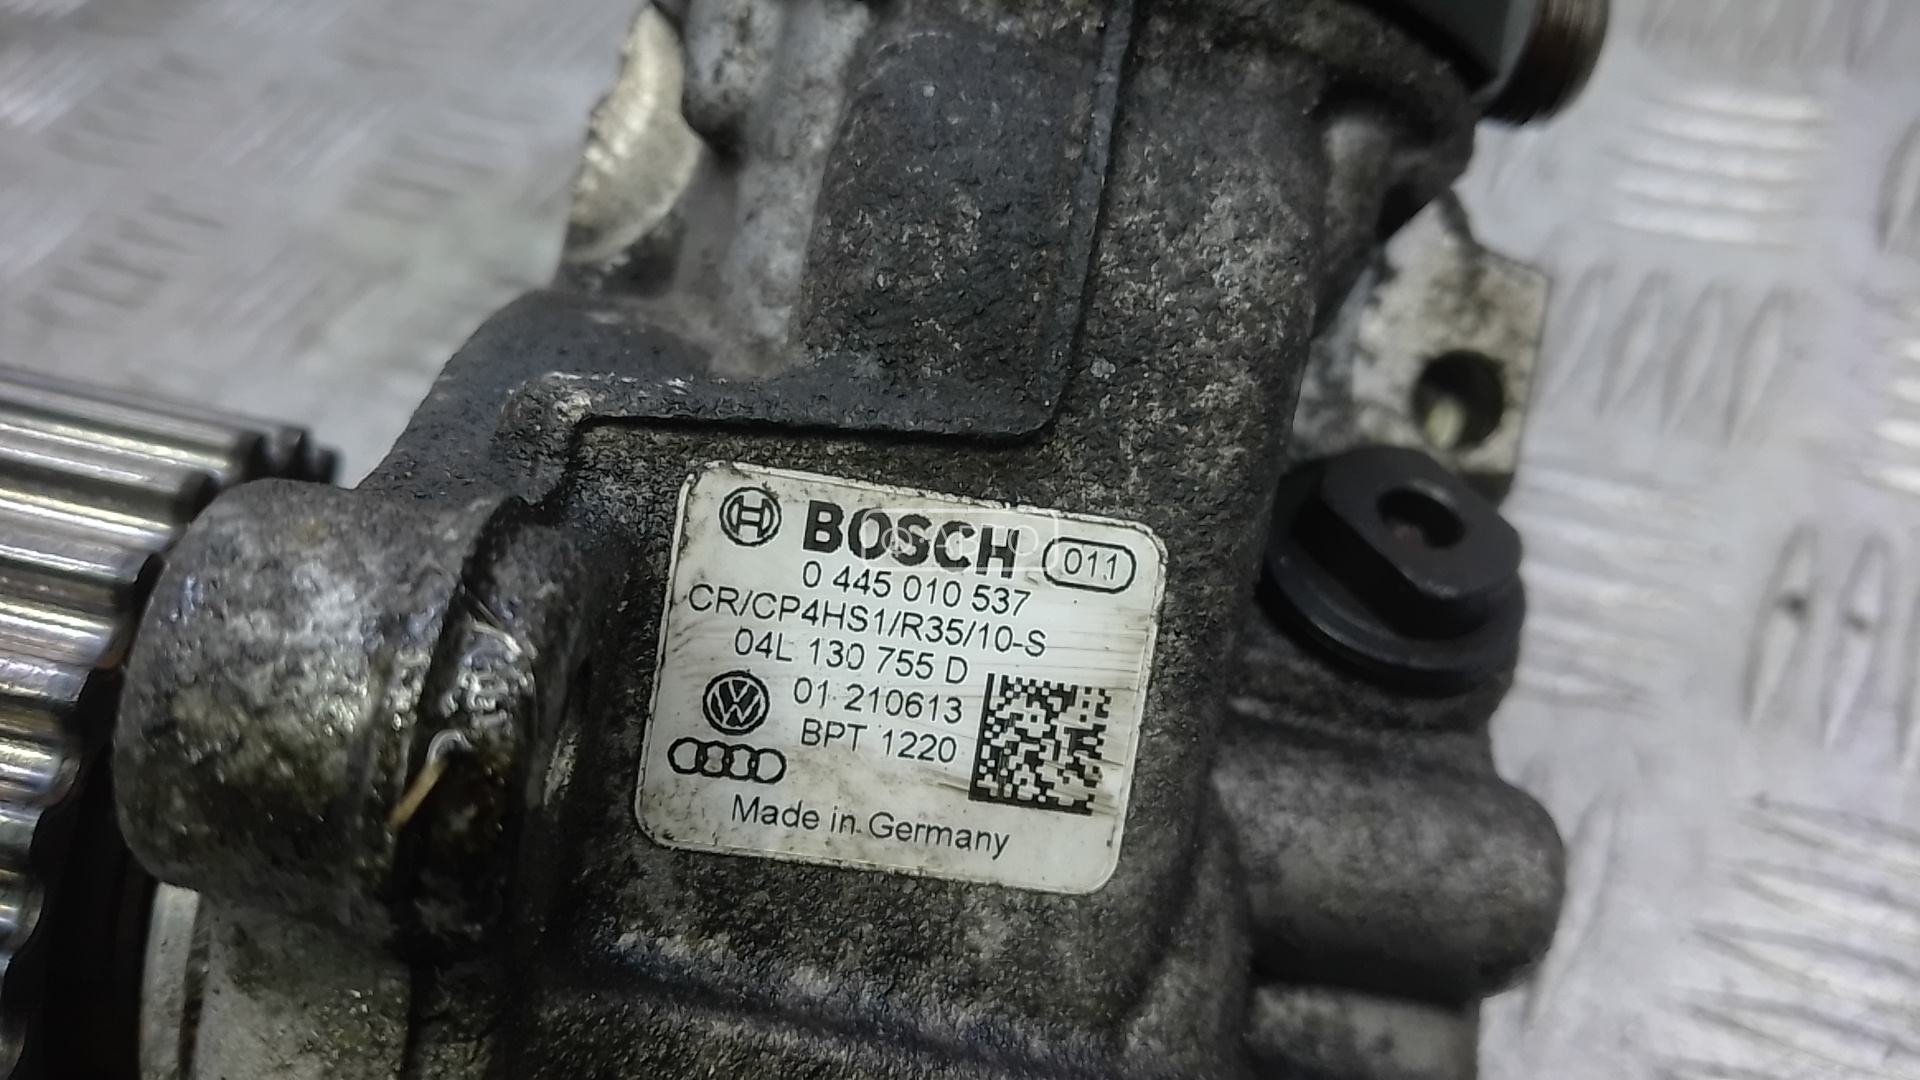 BOSCH 011
0 445 010 537
CR/CP4HS1/R35/10-S
04L 130 755 D
01 210613
BPT 1220
Made in Germany